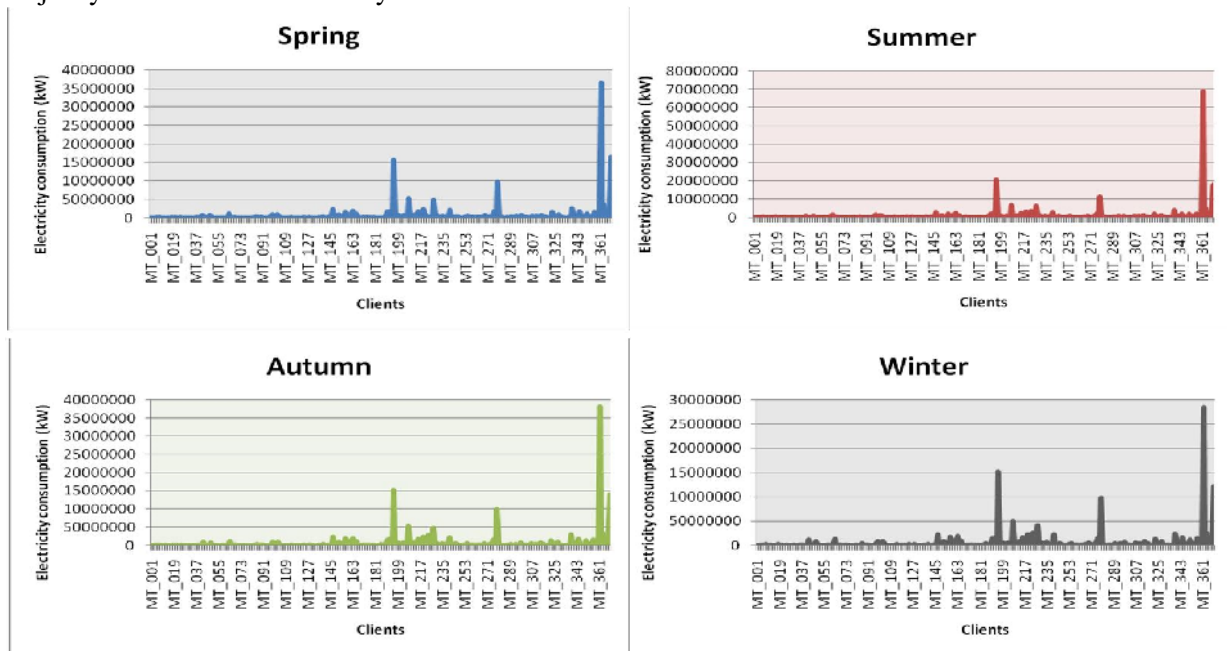 Spring
Electricity consumption (kW)
40000000
35000000
30000000
25000000
20000000
15000000
10000000
50000000
0
MT_001
MT_019
MT_037
MT_055
MT_073
MT_091
MT_109
MT_127
MT_145
MT_163
MT_181
MT_199
MT_217
MT_235
MT_253
MT_271
MT_289
MT_307
MT_325
MT_343
MT_361
Clients
Summer
Electricity consumption (kW)
80000000
70000000
60000000
50000000
40000000
30000000
20000000
10000000
0
MT_001
MT_019
MT_037
MT_055
MT_073
MT_091
MT_109
MT_127
MT_145
MT_163
MT_181
MT_199
MT_217
MT_235
MT_253
MT_271
MT_289
MT_307
MT_325
MT_343
MT_361
Clients
Autumn
Electricity consumption (kW)
40000000
35000000
30000000
25000000
20000000
15000000
10000000
50000000
0
MT_001
MT_019
MT_037
MT_055
MT_073
MT_091
MT_109
MT_127
MT_145
MT_163
MT_181
MT_199
MT_217
MT_235
MT_253
MT_271
MT_289
MT_307
MT_325
MT_343
MT_361
Clients
Winter
Electricity consumption (kW)
30000000
25000000
20000000
15000000
10000000
50000000
0
MT_001
MT_019
MT_037
MT_055
MT_073
MT_091
MT_109
MT_127
MT_145
MT_163
MT_181
MT_199
MT_217
MT_235
MT_253
MT_271
MT_289
MT_307
MT_325
MT_343
MT_361
Clients